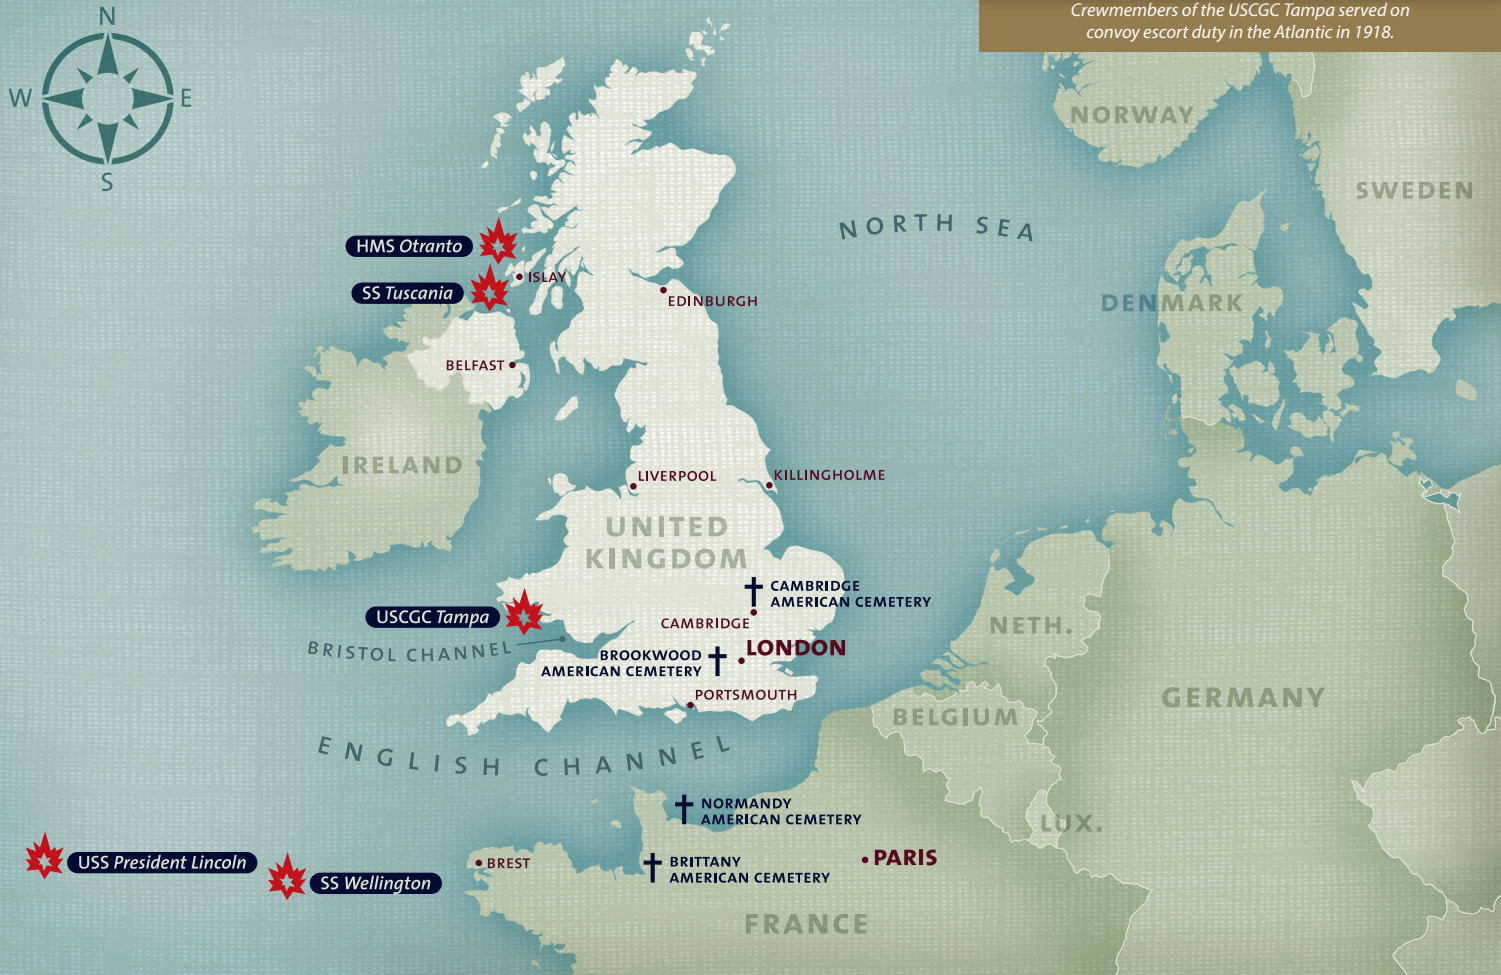 Crewmembers of the USCGC Tampa served on
convoy escort duty in the Atlantic in 1918.
N
W
E
S
NORWAY
SWEDEN
NORTH SEA
HMS Otranto
ISLAY
SS Tuscania
EDINBURGH
DENMARK
BELFAST
IRELAND
LIVERPOOL
KILLINGHOLME
UNITED
KINGDOM
CAMBRIDGE
AMERICAN CEMETERY
USCGC Tampa
CAMBRIDGE
NETH.
BRISTOL CHANNEL
LONDON
BROOKWOOD
AMERICAN CEMETERY
PORTSMOUTH
GERMANY
BELGIUM
ENGLISH CHANNEL
NORMANDY
AMERICAN CEMETERY
LUX.
USS President Lincoln
BREST
BRITTANY
AMERICAN CEMETERY
PARIS
SS Wellington
FRANCE